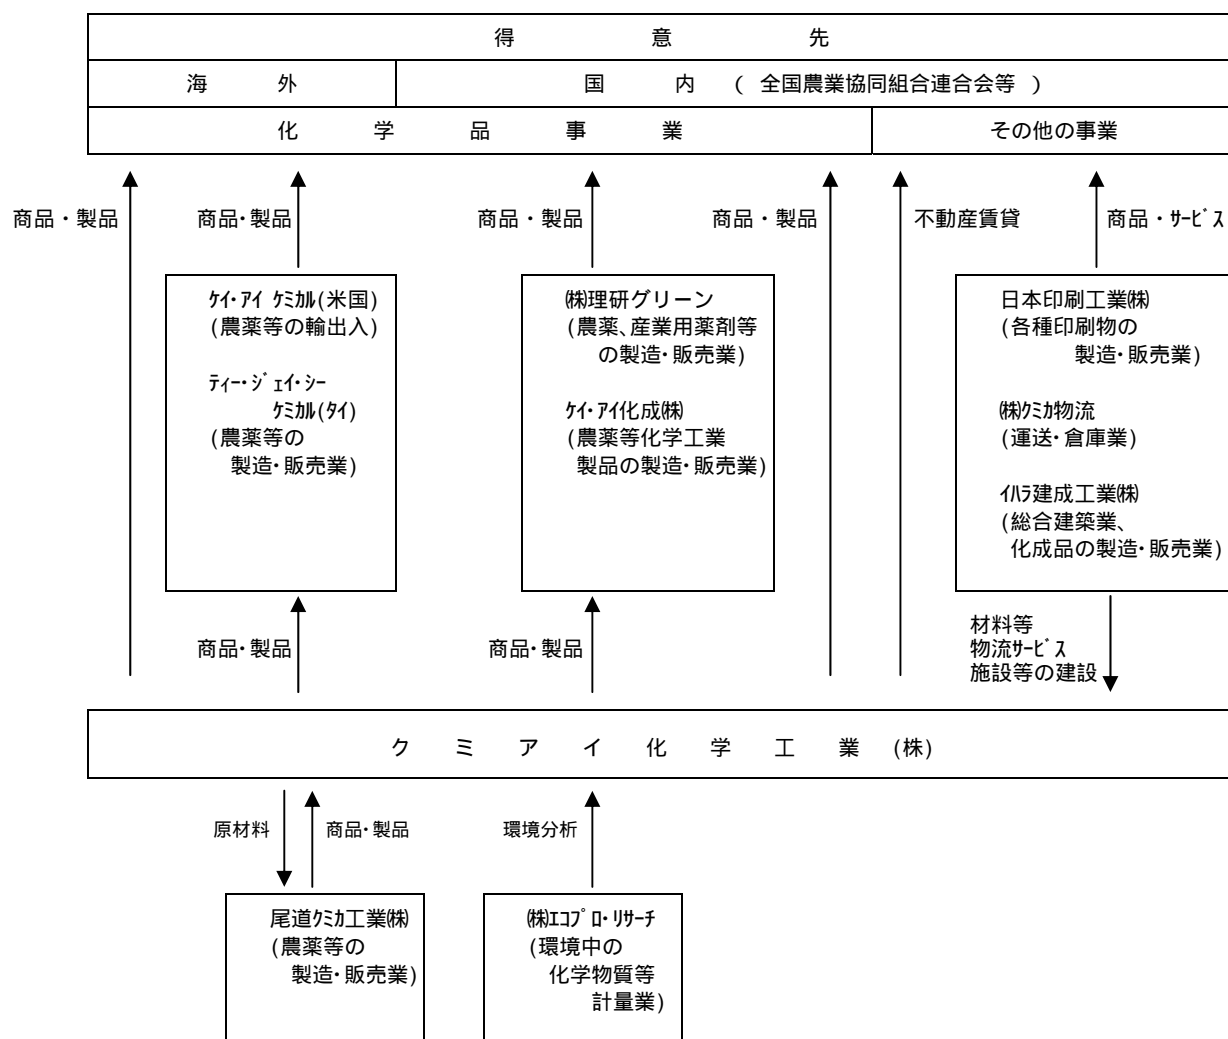 得意先
海外
国内 ( 全国農業協同組合連合会等 )
化学品事業
その他の事業
商品・製品
商品・製品
商品・製品
商品・製品
不動産賃貸
商品・ｻｰﾋﾞｽ
ｹｲ・ｱｲ ｹﾐｶﾙ(米国)
(農薬等の輸出入)
ﾃｨｰ・ｼﾞｪｲ・ｼｰ
ｹﾐｶﾙ(ﾀｲ)
(農薬等の
製造・販売業)
㈱理研グリーン
(農薬、産業用薬剤等
の製造・販売業)
ｹｲ・ｱｲ化成㈱
(農薬等化学工業
製品の製造・販売業)
日本印刷工業㈱
(各種印刷物の
製造・販売業)
㈱ｸﾐｶ物流
(運送・倉庫業)
ｲﾊﾗ建成工業㈱
(総合建築業、
化成品の製造・販売業)
商品・製品
商品・製品
材料等
物流ｻｰﾋﾞｽ
施設等の建設
クミアイ化学工業(株)
原材料
商品・製品
環境分析
尾道ｸﾐｶ工業㈱
(農薬等の
製造・販売業)
㈱ｴｺﾌﾟﾛ・ﾘｻｰﾁ
(環境中の
化学物質等
計量業)